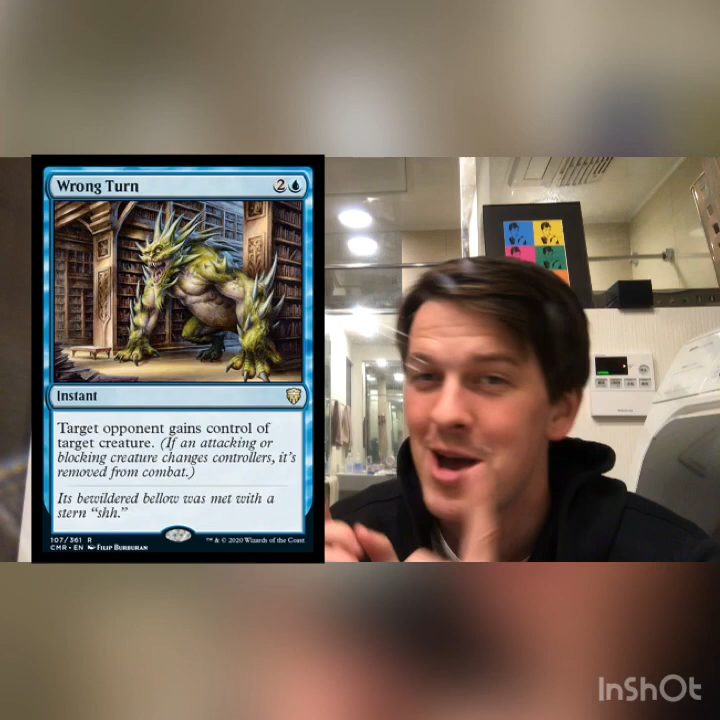 Wrong Turn 2
Instant
Target opponent gains control of
target creature. (If an attacking or
blocking creature changes controllers, it's
removed from combat.)
Its bewildered bellow was met with a
stern “shh.”
107/361 R
CMR • EN Filip Burburan
™ & © 2020 Wizards of the Coast
InShOt